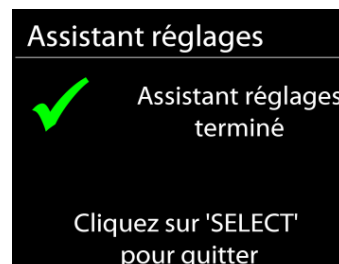 Assistant réglages
Assistant réglages
terminé
Cliquez sur 'SELECT'
pour quitter